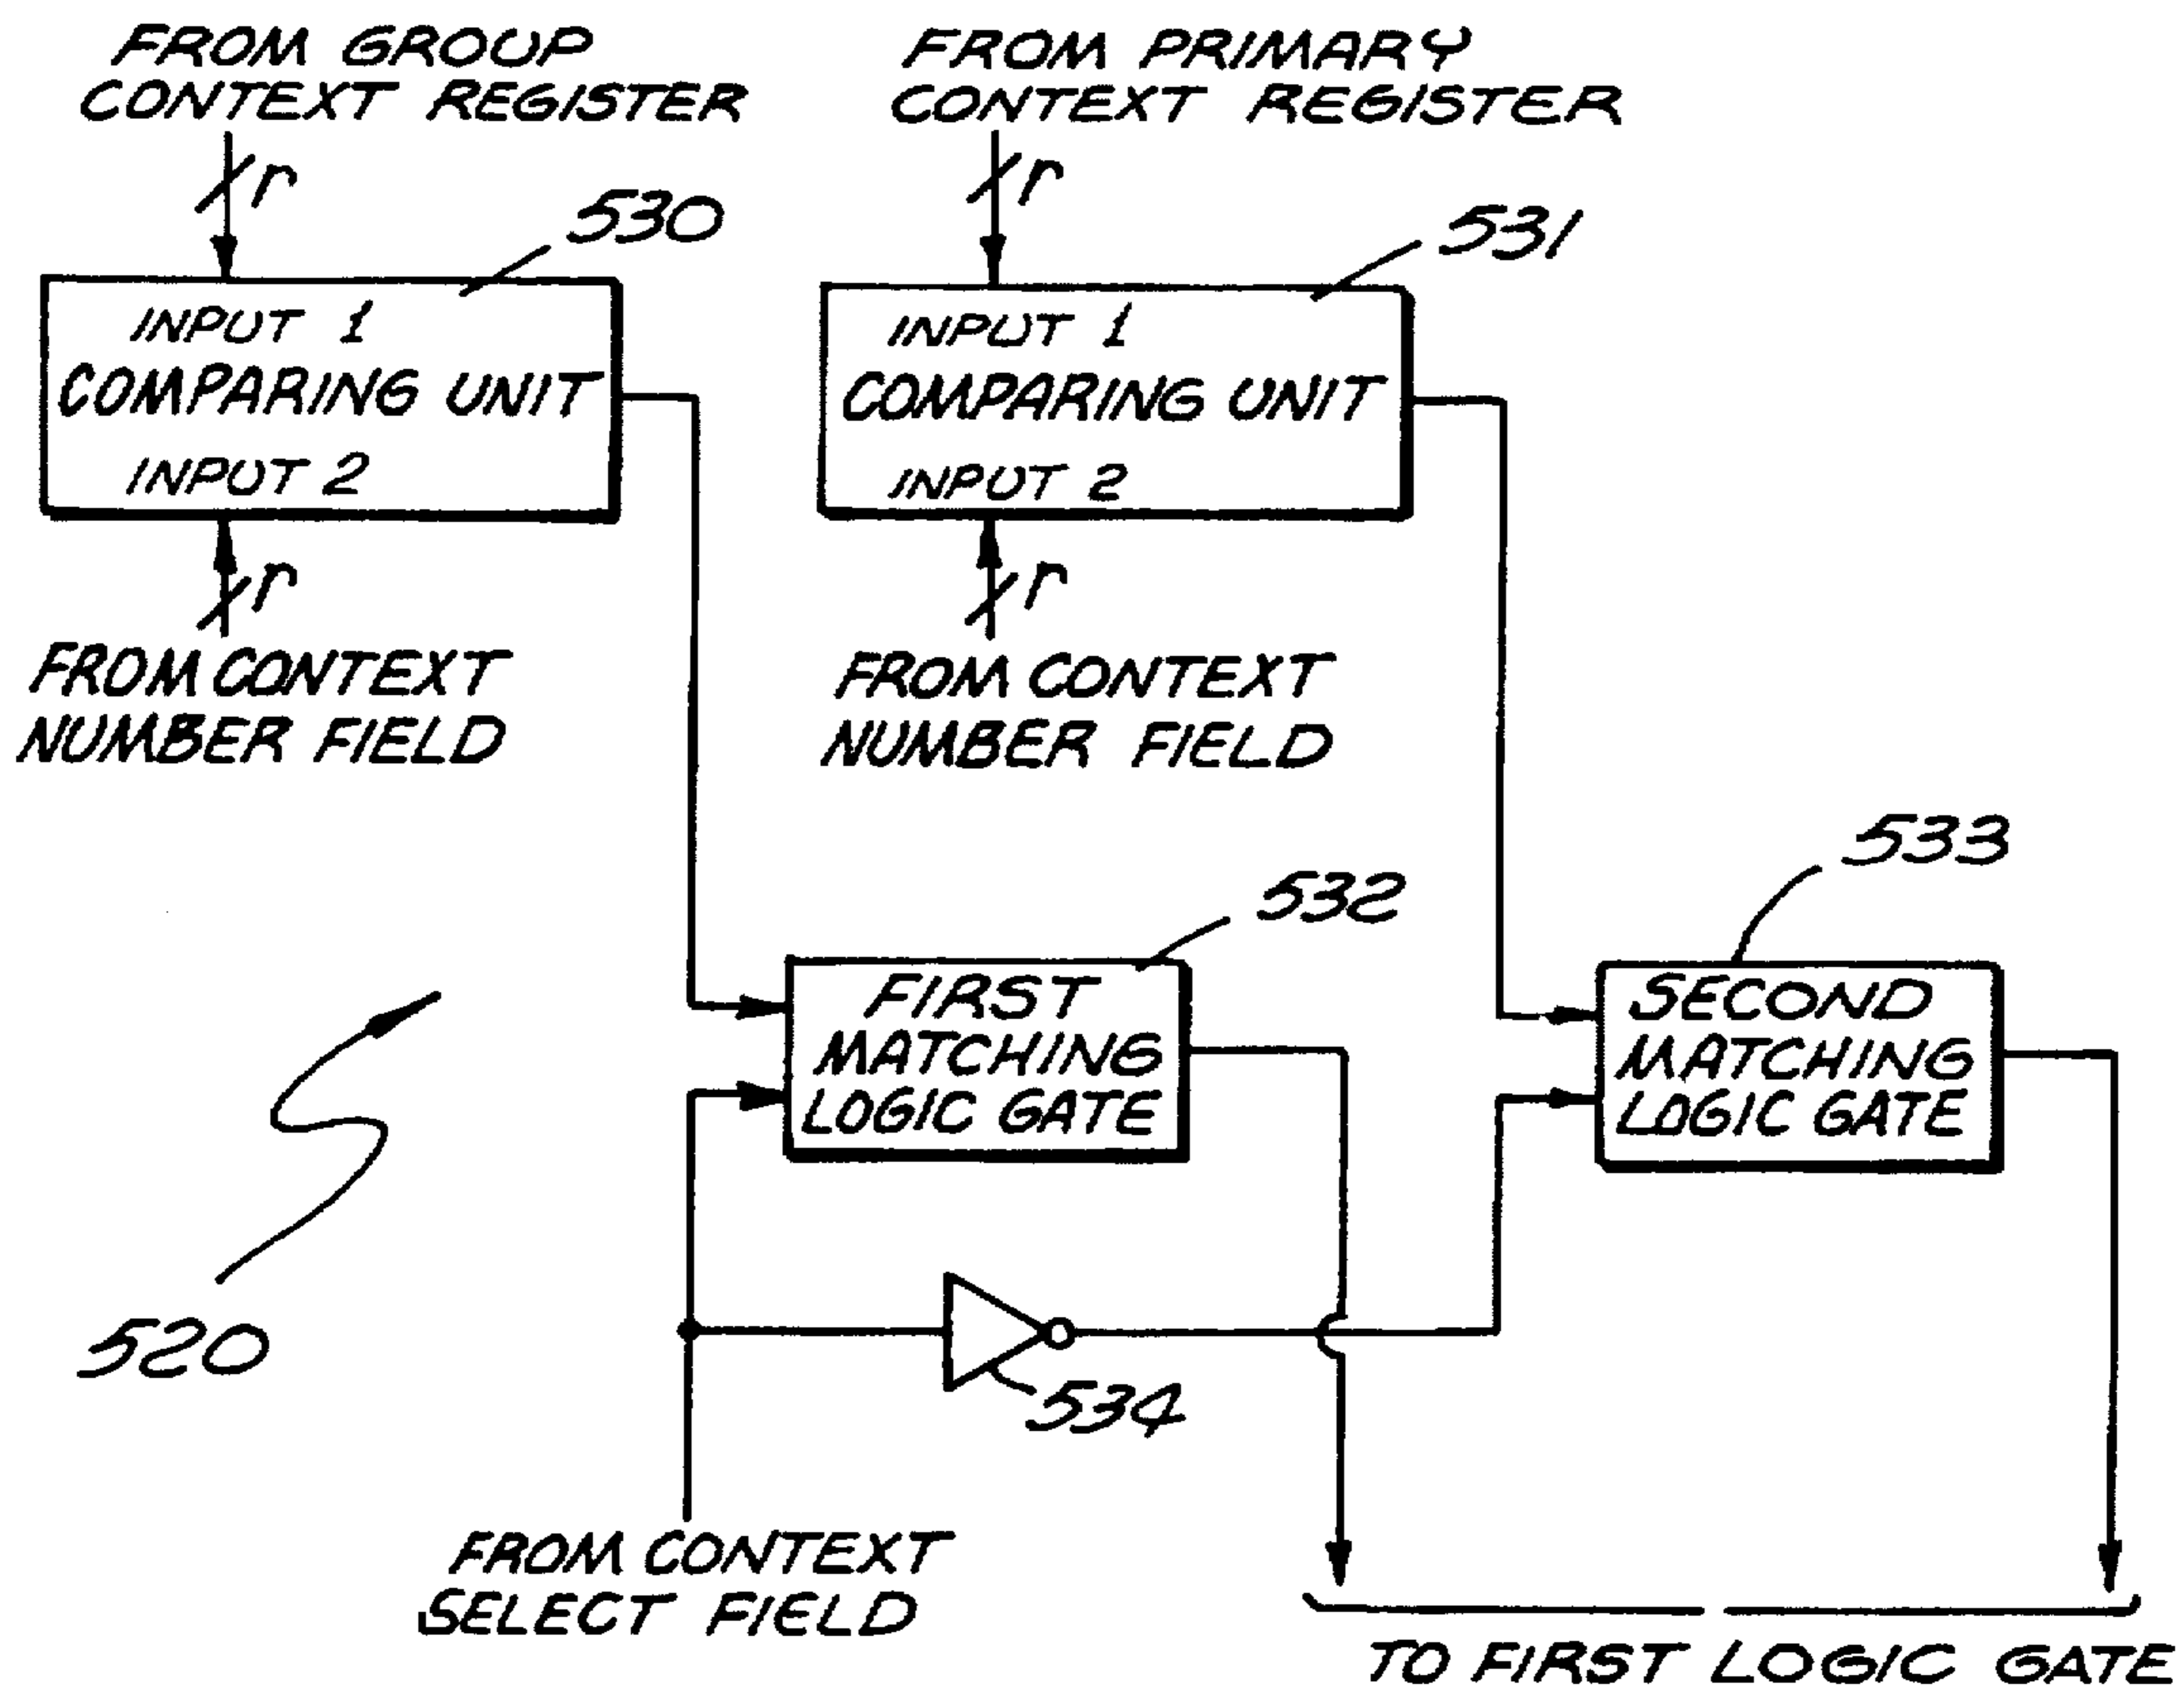 FROM GROUP
CONTEXT REGISTER
r
530
INPUT 1
COMPARING UNIT
INPUT 2
r
FROM CONTEXT
NUMBER FIELD
FROM PRIMARY
CONTEXT REGISTER
r
531
INPUT 1
COMPARING UNIT
INPUT 2
r
FROM CONTEXT
NUMBER FIELD
532
FIRST
MATCHING
LOGIC GATE
533
SECOND
MATCHING
LOGIC GATE
520
534
FROM CONTEXT
SELECT FIELD
TO FIRST LOGIC GATE